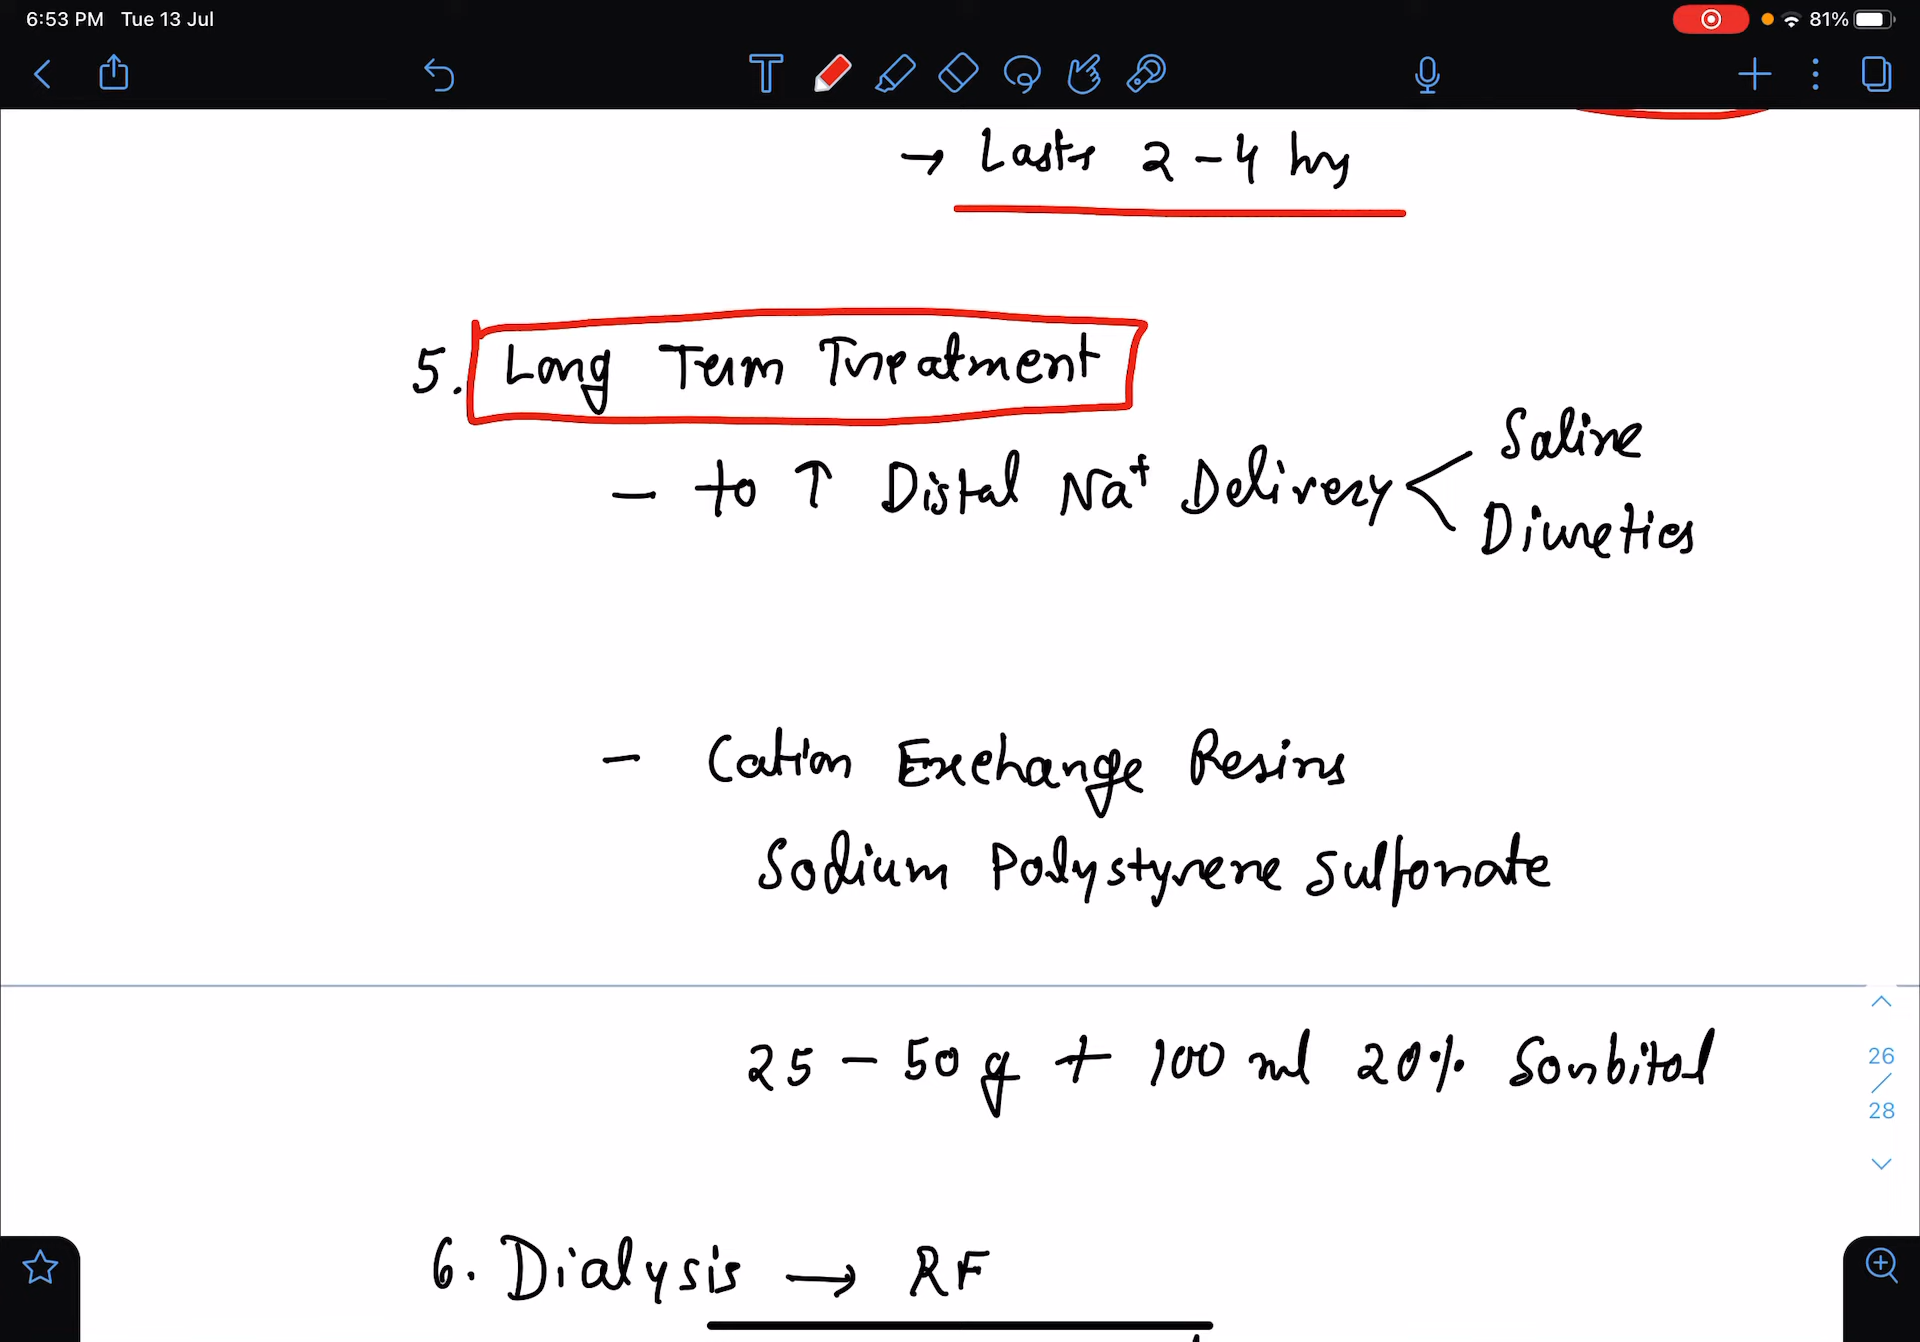 6:53 PM Tue 13 Jul 81%
→ Lasts 2-4 hrs
5. Long Term Treatment
- to ↑ Distal Na⁺ Delivery < Saline
Diuretics
- Cation Exchange Resins
Sodium Polystyrene Sulfonate
25 - 50 g + 100 ml 20% Sorbitol
26 / 28
6. Dialysis → RF